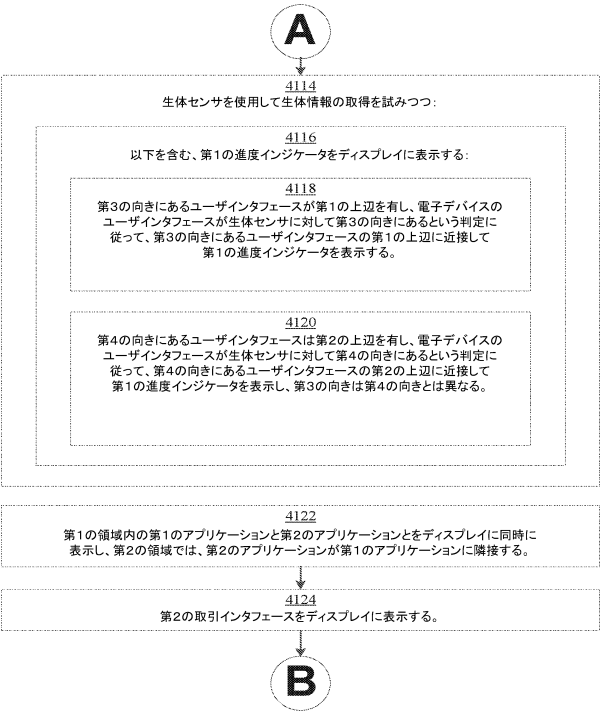 A
4114
生体センサを使用して生体情報の取得を試みつつ：
4116
以下を含む、第1の進度インジケータをディスプレイに表示する：
4118
第3の向きにあるユーザインタフェースが第1の上辺を有し、電子デバイスの
ユーザインタフェースが生体センサに対して第3の向きにあるという判定に
従って、第3の向きにあるユーザインタフェースの第1の上辺に近接して
第1の進度インジケータを表示する。
4120
第4の向きにあるユーザインタフェースは第2の上辺を有し、電子デバイスの
ユーザインタフェースが生体センサに対して第4の向きにあるという判定に
従って、第4の向きにあるユーザインタフェースの第2の上辺に近接して
第1の進度インジケータを表示し、第3の向きは第4の向きとは異なる。
4122
第1の領域内の第1のアプリケーションと第2のアプリケーションとをディスプレイに同時に
表示し、第2の領域では、第2のアプリケーションが第1のアプリケーションに隣接する。
4124
第2の取引インタフェースをディスプレイに表示する。
B